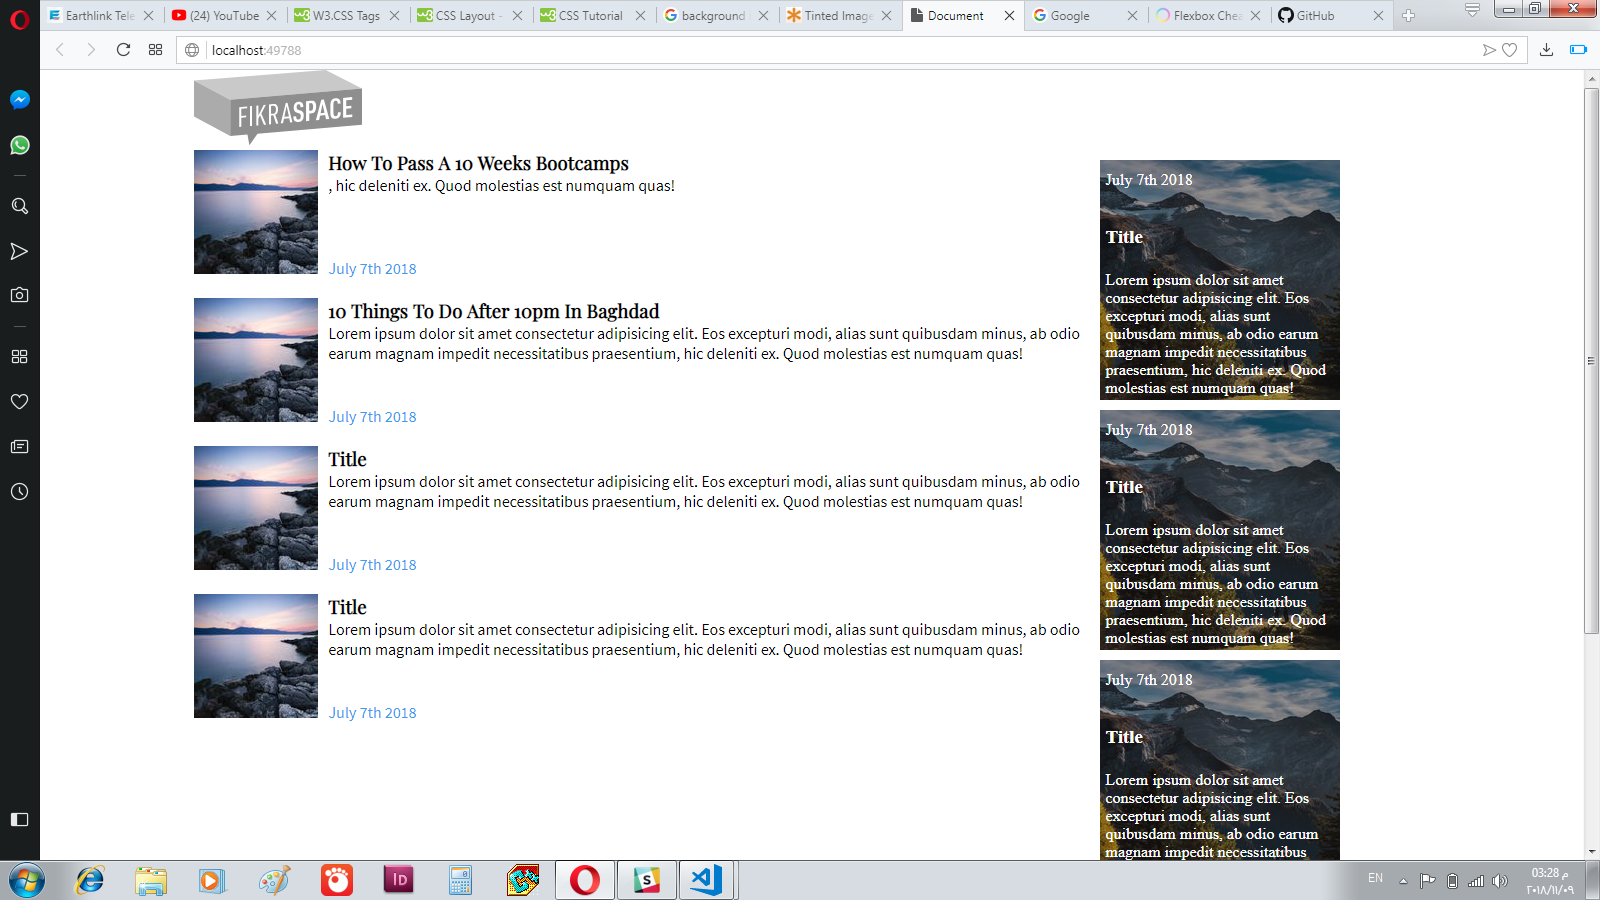 Earthlink Tele
(24) YouTube
W3.CSS Tags
CSS Layout -
CSS Tutorial
background i
Tinted Image
Document
Google
Flexbox Chea
GitHub
localhost:49788
FIKRASPACE
How To Pass A 10 Weeks Bootcamps
, hic deleniti ex. Quod molestias est numquam quas!
July 7th 2018
10 Things To Do After 10pm In Baghdad
Lorem ipsum dolor sit amet consectetur adipisicing elit. Eos excepturi modi, alias sunt quibusdam minus, ab odio
earum magnam impedit necessitatibus praesentium, hic deleniti ex. Quod molestias est numquam quas!
July 7th 2018
Title
Lorem ipsum dolor sit amet consectetur adipisicing elit. Eos excepturi modi, alias sunt quibusdam minus, ab odio
earum magnam impedit necessitatibus praesentium, hic deleniti ex. Quod molestias est numquam quas!
July 7th 2018
Title
Lorem ipsum dolor sit amet consectetur adipisicing elit. Eos excepturi modi, alias sunt quibusdam minus, ab odio
earum magnam impedit necessitatibus praesentium, hic deleniti ex. Quod molestias est numquam quas!
July 7th 2018
July 7th 2018
Title
Lorem ipsum dolor sit amet
consectetur adipisicing elit. Eos
excepturi modi, alias sunt
quibusdam minus, ab odio earum
magnam impedit necessitatibus
praesentium, hic deleniti ex. Quod
molestias est numquam quas!
July 7th 2018
Title
Lorem ipsum dolor sit amet
consectetur adipisicing elit. Eos
excepturi modi, alias sunt
quibusdam minus, ab odio earum
magnam impedit necessitatibus
praesentium, hic deleniti ex. Quod
molestias est numquam quas!
July 7th 2018
Title
Lorem ipsum dolor sit amet
consectetur adipisicing elit. Eos
excepturi modi, alias sunt
quibusdam minus, ab odio earum
magnam impedit necessitatibus
EN
03:28 م
٢٠١٨/١١/٠٩